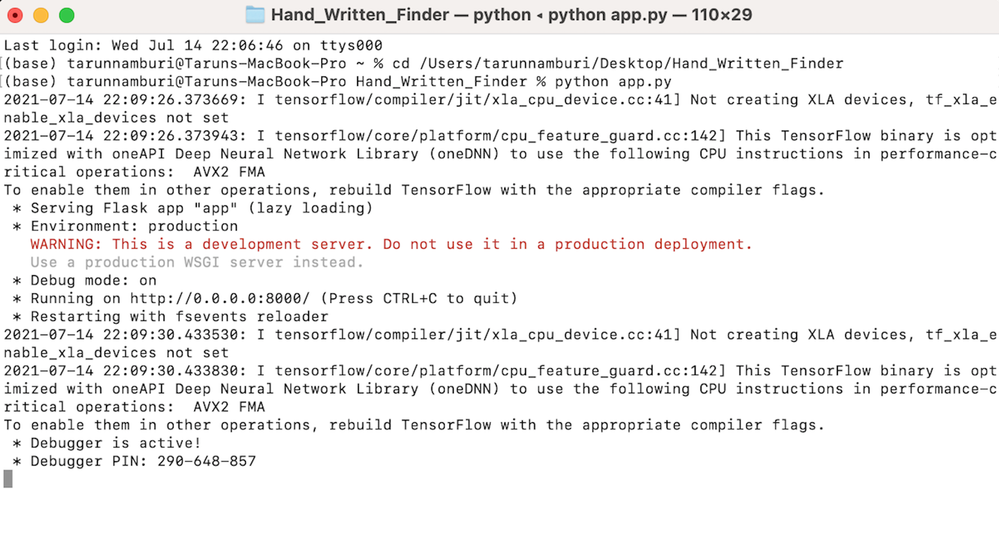 Hand_Written_Finder — python ◂ python app.py — 110×29
Last login: Wed Jul 14 22:06:46 on ttys000
[(base) tarunnamburi@Taruns-MacBook-Pro ~ % cd /Users/tarunnamburi/Desktop/Hand_Written_Finder
[(base) tarunnamburi@Taruns-MacBook-Pro Hand_Written_Finder % python app.py
2021-07-14 22:09:26.373669: I tensorflow/compiler/jit/xla_cpu_device.cc:41] Not creating XLA devices, tf_xla_e
nable_xla_devices not set
2021-07-14 22:09:26.373943: I tensorflow/core/platform/cpu_feature_guard.cc:142] This TensorFlow binary is opt
imized with oneAPI Deep Neural Network Library (oneDNN) to use the following CPU instructions in performance-c
ritical operations:  AVX2 FMA
To enable them in other operations, rebuild TensorFlow with the appropriate compiler flags.
 * Serving Flask app "app" (lazy loading)
 * Environment: production
   WARNING: This is a development server. Do not use it in a production deployment.
   Use a production WSGI server instead.
 * Debug mode: on
 * Running on http://0.0.0.0:8000/ (Press CTRL+C to quit)
 * Restarting with fsevents reloader
2021-07-14 22:09:30.433530: I tensorflow/compiler/jit/xla_cpu_device.cc:41] Not creating XLA devices, tf_xla_e
nable_xla_devices not set
2021-07-14 22:09:30.433830: I tensorflow/core/platform/cpu_feature_guard.cc:142] This TensorFlow binary is opt
imized with oneAPI Deep Neural Network Library (oneDNN) to use the following CPU instructions in performance-c
ritical operations:  AVX2 FMA
To enable them in other operations, rebuild TensorFlow with the appropriate compiler flags.
 * Debugger is active!
 * Debugger PIN: 290-648-857